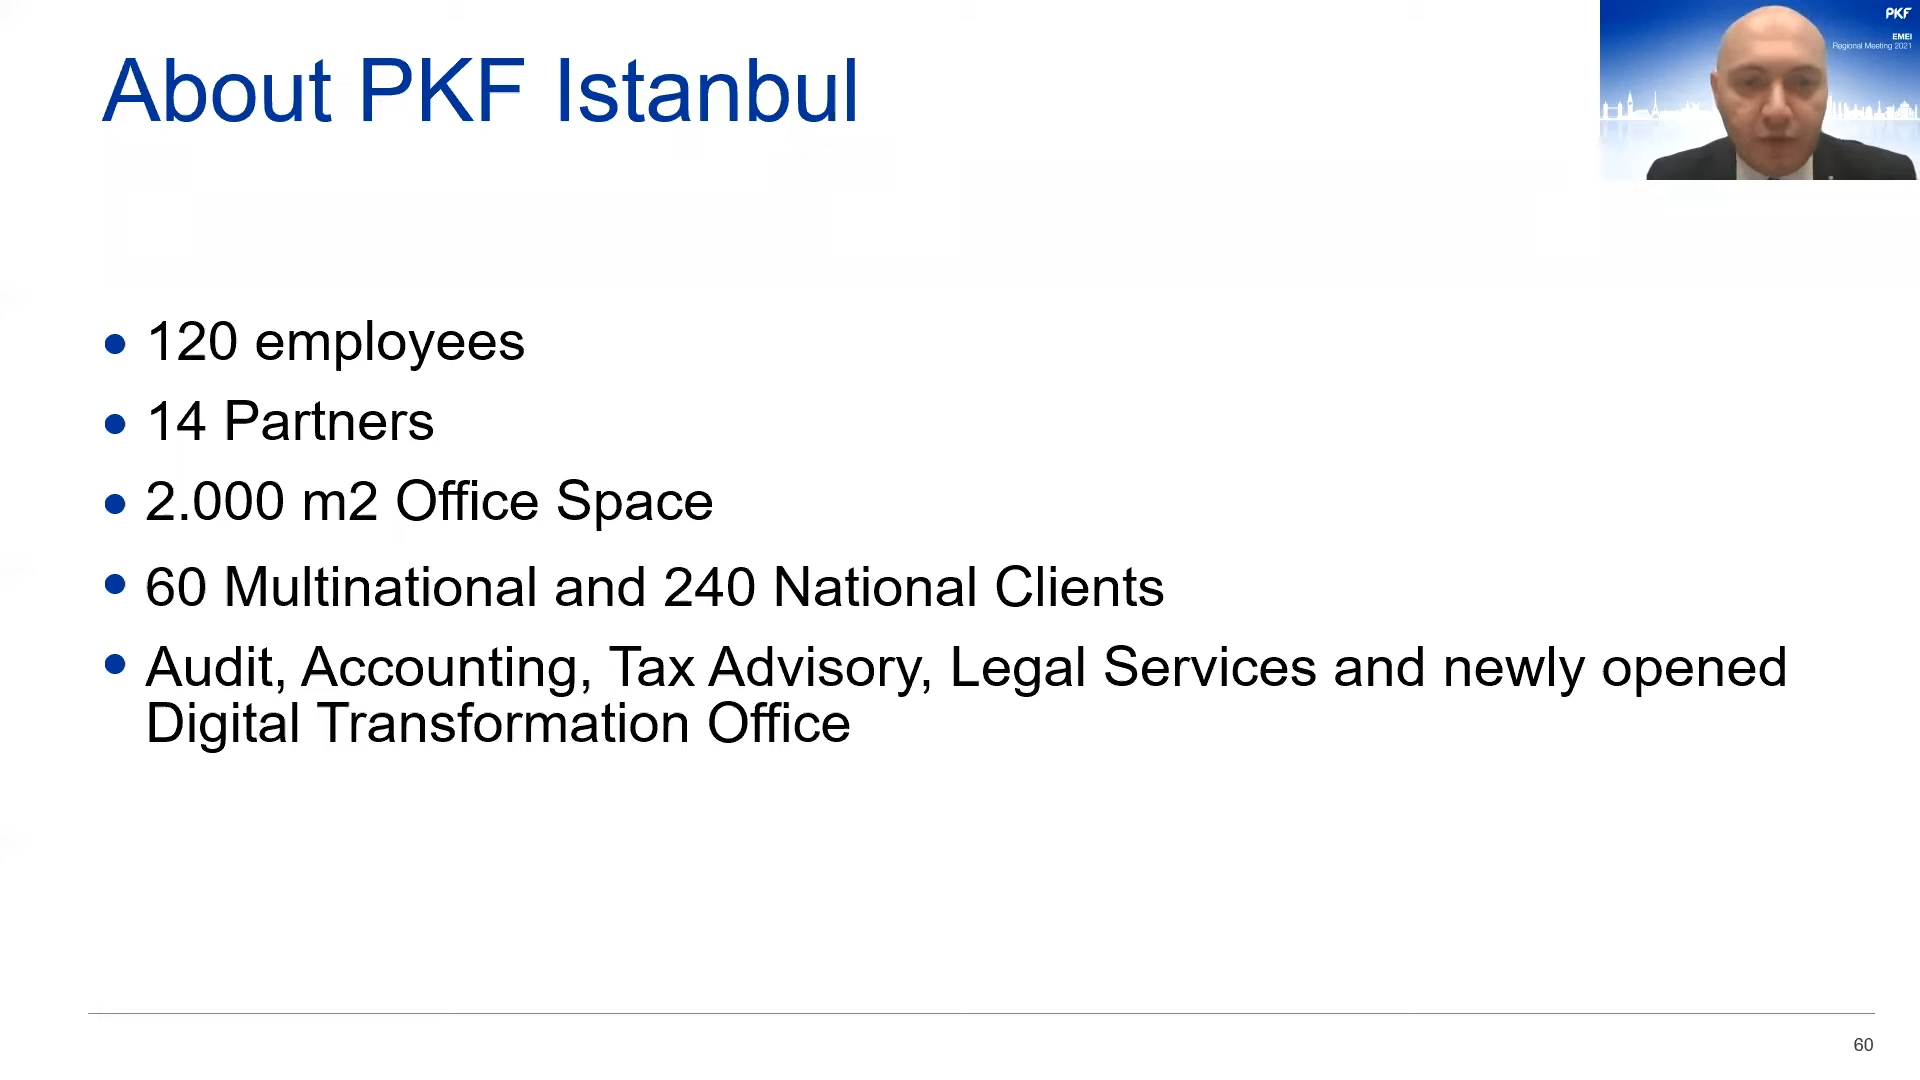 About PKF Istanbul
PKF
EMEI
Regional Meeting 2021
120 employees
14 Partners
2.000 m2 Office Space
60 Multinational and 240 National Clients
Audit, Accounting, Tax Advisory, Legal Services and newly opened
Digital Transformation Office
60